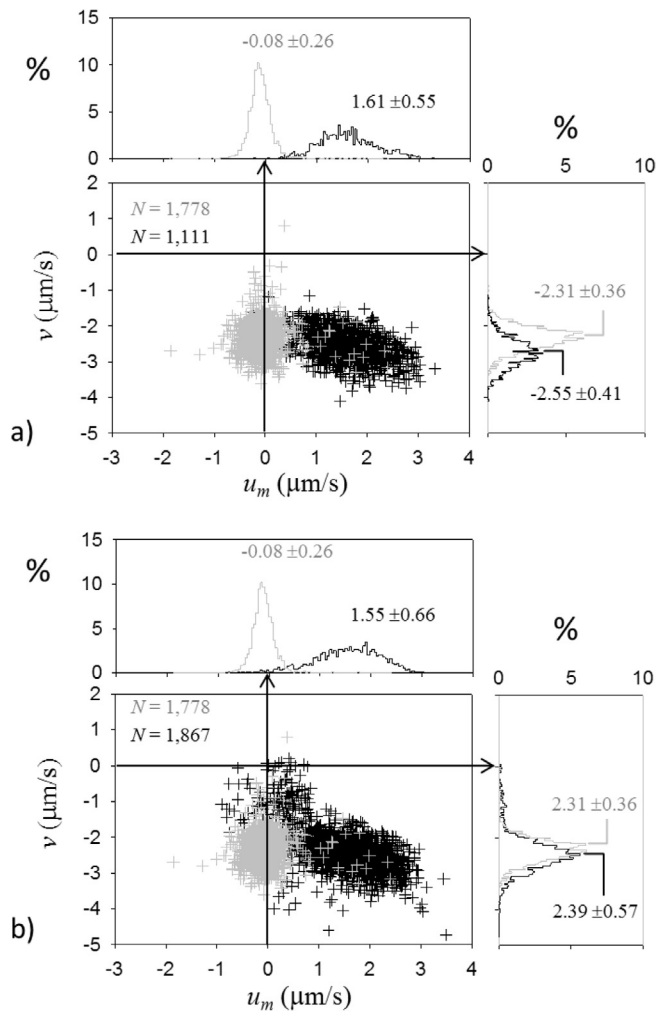 15
-0.08 ±0.26
%
10
1.61 ±0.55
5
%
0
0 5 10
2
N = 1,778
1
N = 1,111
0
-1
-2.31 ±0.36
v (μm/s)
-2
-3
-4
-2.55 ±0.41
a)
-5
-3 -2 -1 0 1 2 3 4
u_m (μm/s)
15
-0.08 ±0.26
%
10
1.55 ±0.66
5
%
0
0 5 10
2
N = 1,778
1
N = 1,867
0
-1
2.31 ±0.36
v (μm/s)
-2
-3
-4
2.39 ±0.57
b)
-5
-3 -2 -1 0 1 2 3 4
u_m (μm/s)